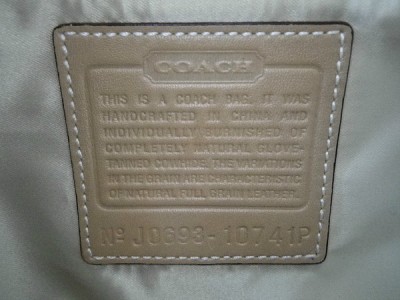 COACH
THIS IS A COACH BAG. IT WAS
HANDCRAFTED IN CHINA AND
INDIVIDUALLY BURNISHED OF
COMPLETELY NATURAL GLOVE-
TANNED COWHIDE. THE VARIATIONS
IN THE GRAIN ARE CHARACTERISTIC
OF NATURAL FULL GRAIN LEATHER.
Nº J0693-10741P